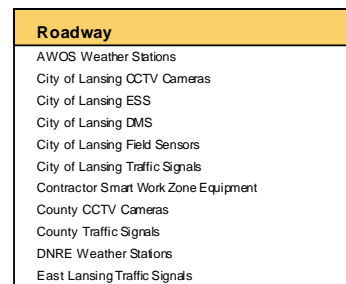 Roadway
AWOS Weather Stations
City of Lansing CCTV Cameras
City of Lansing ESS
City of Lansing DMS
City of Lansing Field Sensors
City of Lansing Traffic Signals
Contractor Smart Work Zone Equipment
County CCTV Cameras
County Traffic Signals
DNRE Weather Stations
East Lansing Traffic Signals